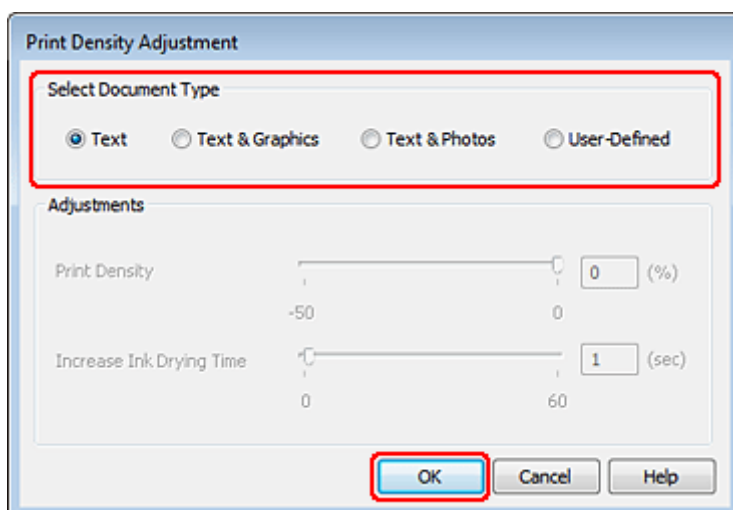 Print Density Adjustment
Select Document Type
Text Text & Graphics Text & Photos User-Defined
Adjustments
Print Density 0 (%)
-50 0
Increase Ink Drying Time 1 (sec)
0 60
OK Cancel Help